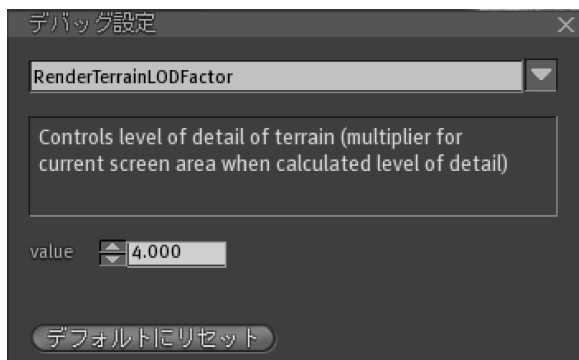 デバッグ設定
RenderTerrainLODFactor
Controls level of detail of terrain (multiplier for
current screen area when calculated level of detail)
value 4.000
デフォルトにリセット